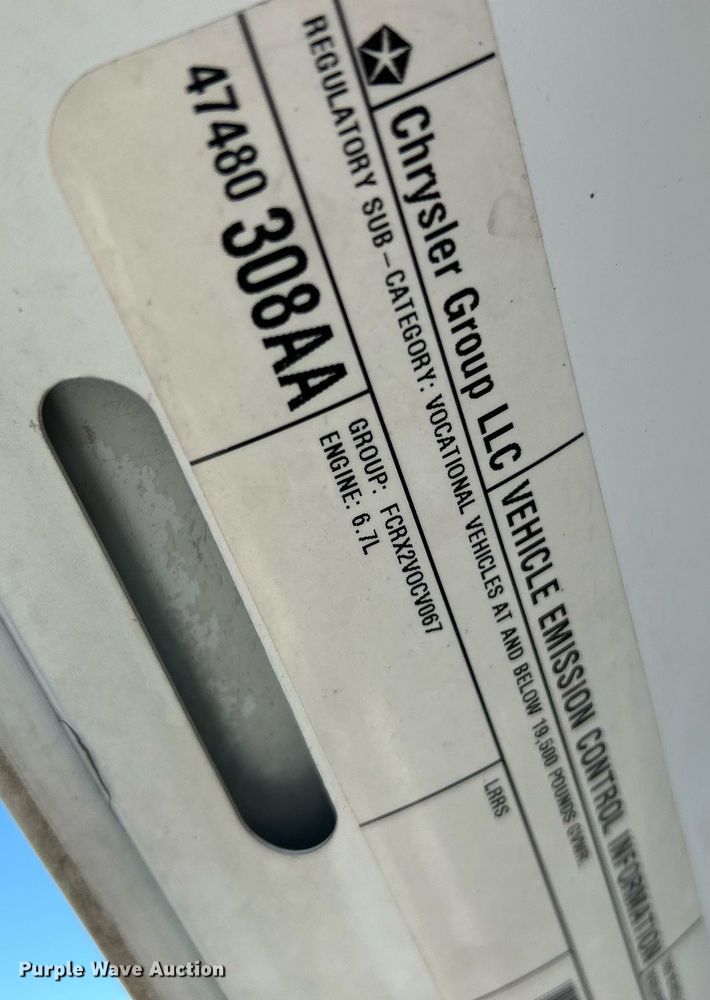 Chrysler Group LLC
VEHICLE EMISSION CONTROL INFORMATION
REGULATORY SUB-CATEGORY: VOCATIONAL VEHICLES AT AND BELOW 19,500 POUNDS GVWR.
47480 308AA
GROUP: FCRX2VOCV067
ENGINE: 6.7L
LRRS
Purple Wave Auction